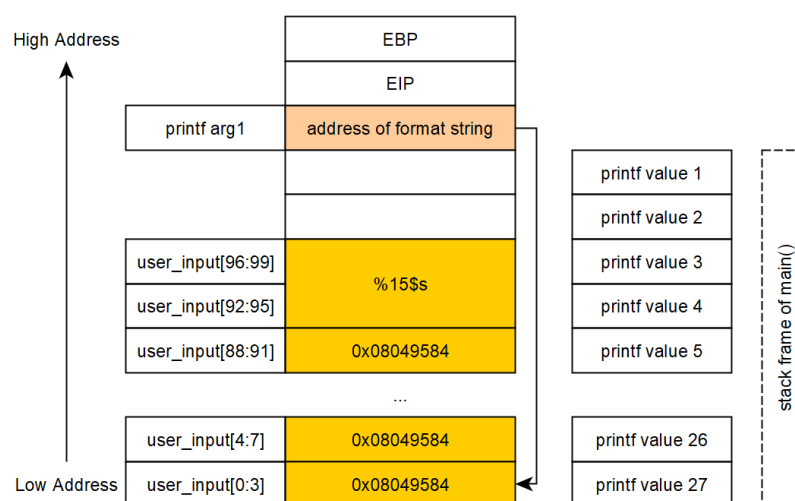 High Address
EBP
EIP
printf arg1
address of format string
printf value 1
printf value 2
user_input[96:99]
%15$s
printf value 3
user_input[92:95]
printf value 4
user_input[88:91]
0x08049584
printf value 5
...
user_input[4:7]
0x08049584
printf value 26
Low Address
user_input[0:3]
0x08049584
printf value 27
stack frame of main()